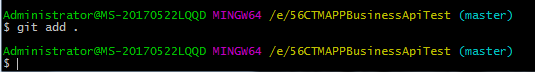 Administrator@MS-20170522LQQD MINGW64 /e/56CTMAPPBusinessApiTest (master)
$ git add .
Administrator@MS-20170522LQQD MINGW64 /e/56CTMAPPBusinessApiTest (master)
$